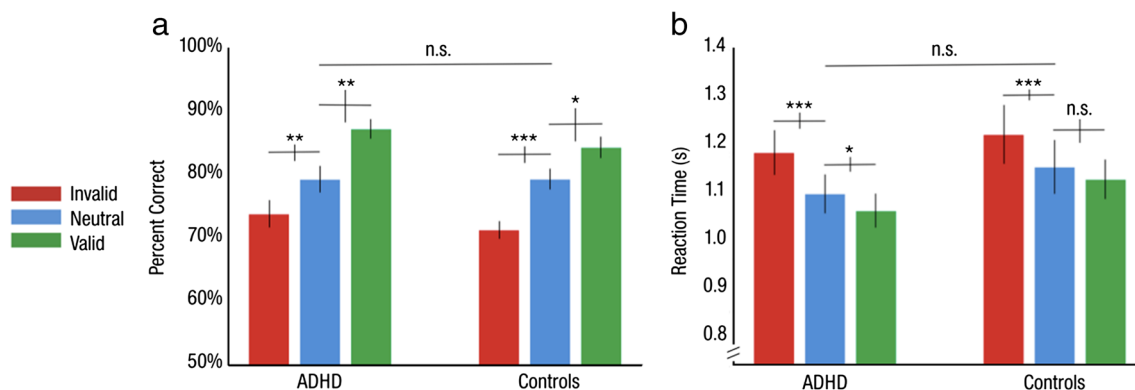 a
n.s.
100%
90%
80%
70%
60%
50%
Percent Correct
**
**
***
*
ADHD
Controls
Invalid
Neutral
Valid
b
n.s.
1.4
1.3
1.2
1.1
1.0
0.9
0.8
Reaction Time (s)
***
*
***
n.s.
ADHD
Controls